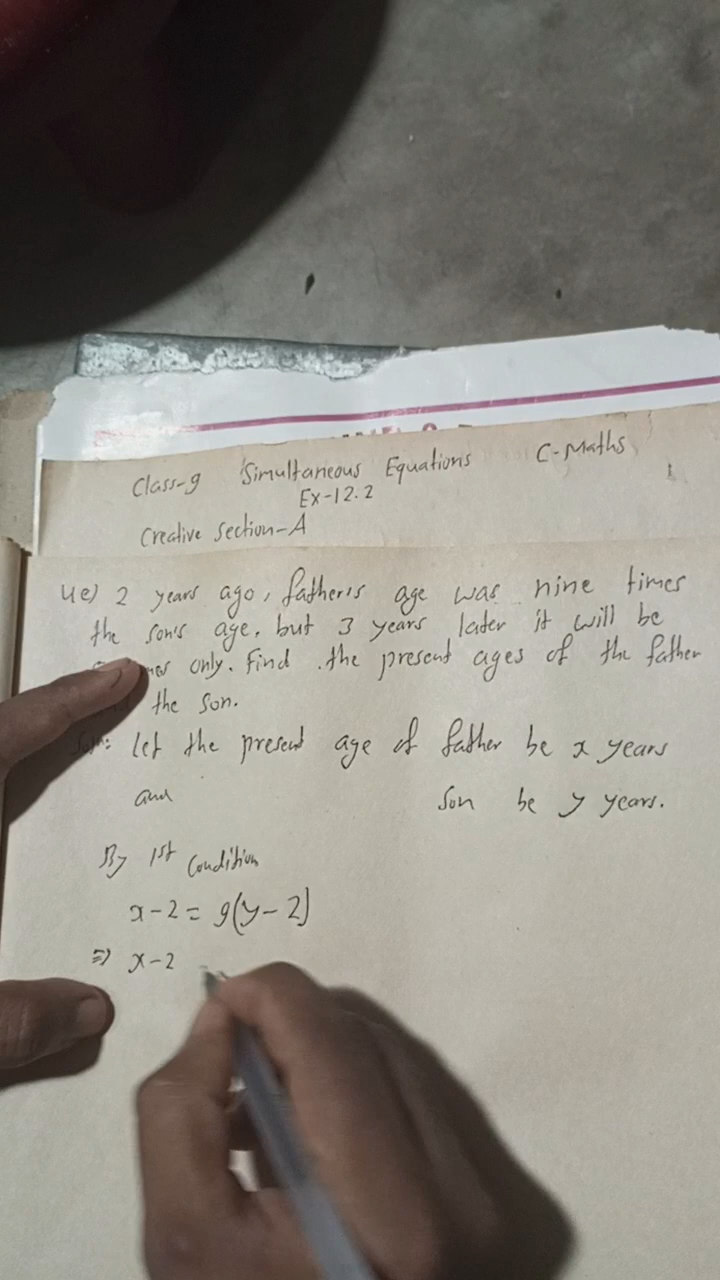 Class-9 Simultaneous Equations C-Maths
Ex-12.2
Creative Section-A
4e) 2 years ago, father's age was nine times
the son's age. but 3 years later it will be
only. Find the present ages of the father
the son.
let the present age of father be x years
and son be y years.
By 1st Condition
x-2 = 9(y-2)
⇒ x-2